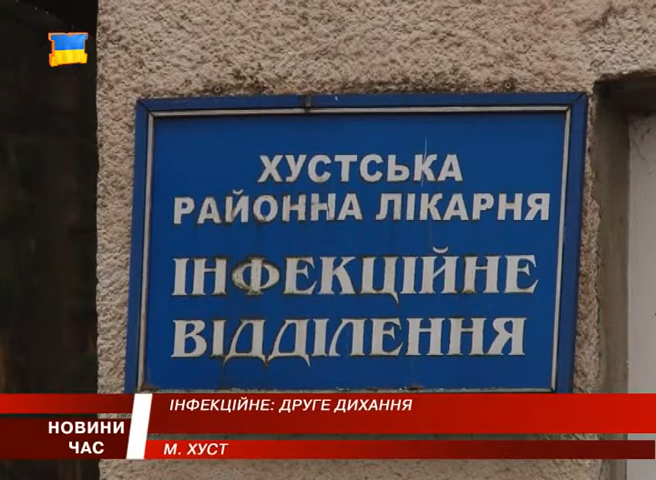 ХУСТСЬКА
РАЙОННА ЛІКАРНЯ
ІНФЕКЦІЙНЕ
ВІДДІЛЕННЯ
ІНФЕКЦІЙНЕ: ДРУГЕ ДИХАННЯ
НОВИНИ
ЧАС
М. ХУСТ